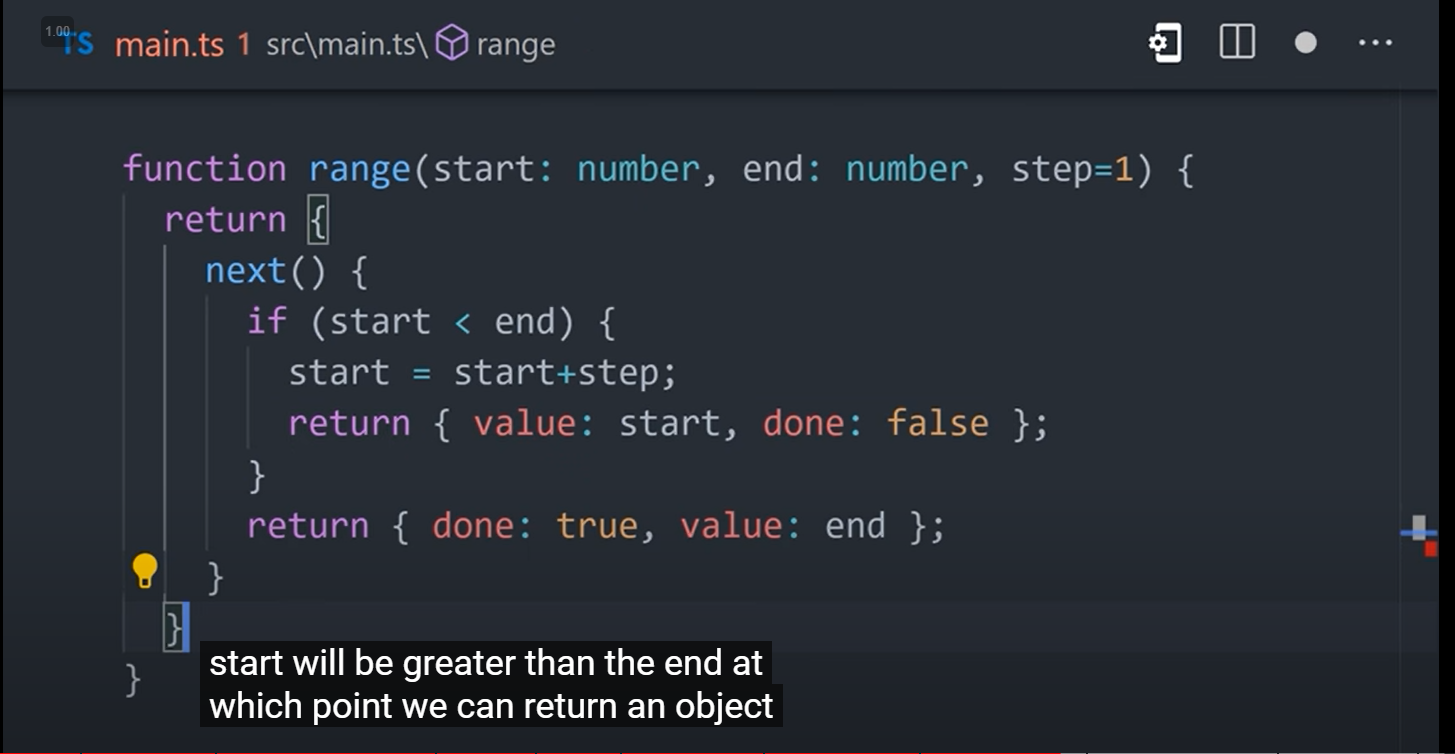 1.00
TS main.ts 1 src\main.ts\ range
function range(start: number, end: number, step=1) {
return {
next() {
if (start < end) {
start = start+step;
return { value: start, done: false };
}
return { done: true, value: end };
}
}
}
start will be greater than the end at
which point we can return an object